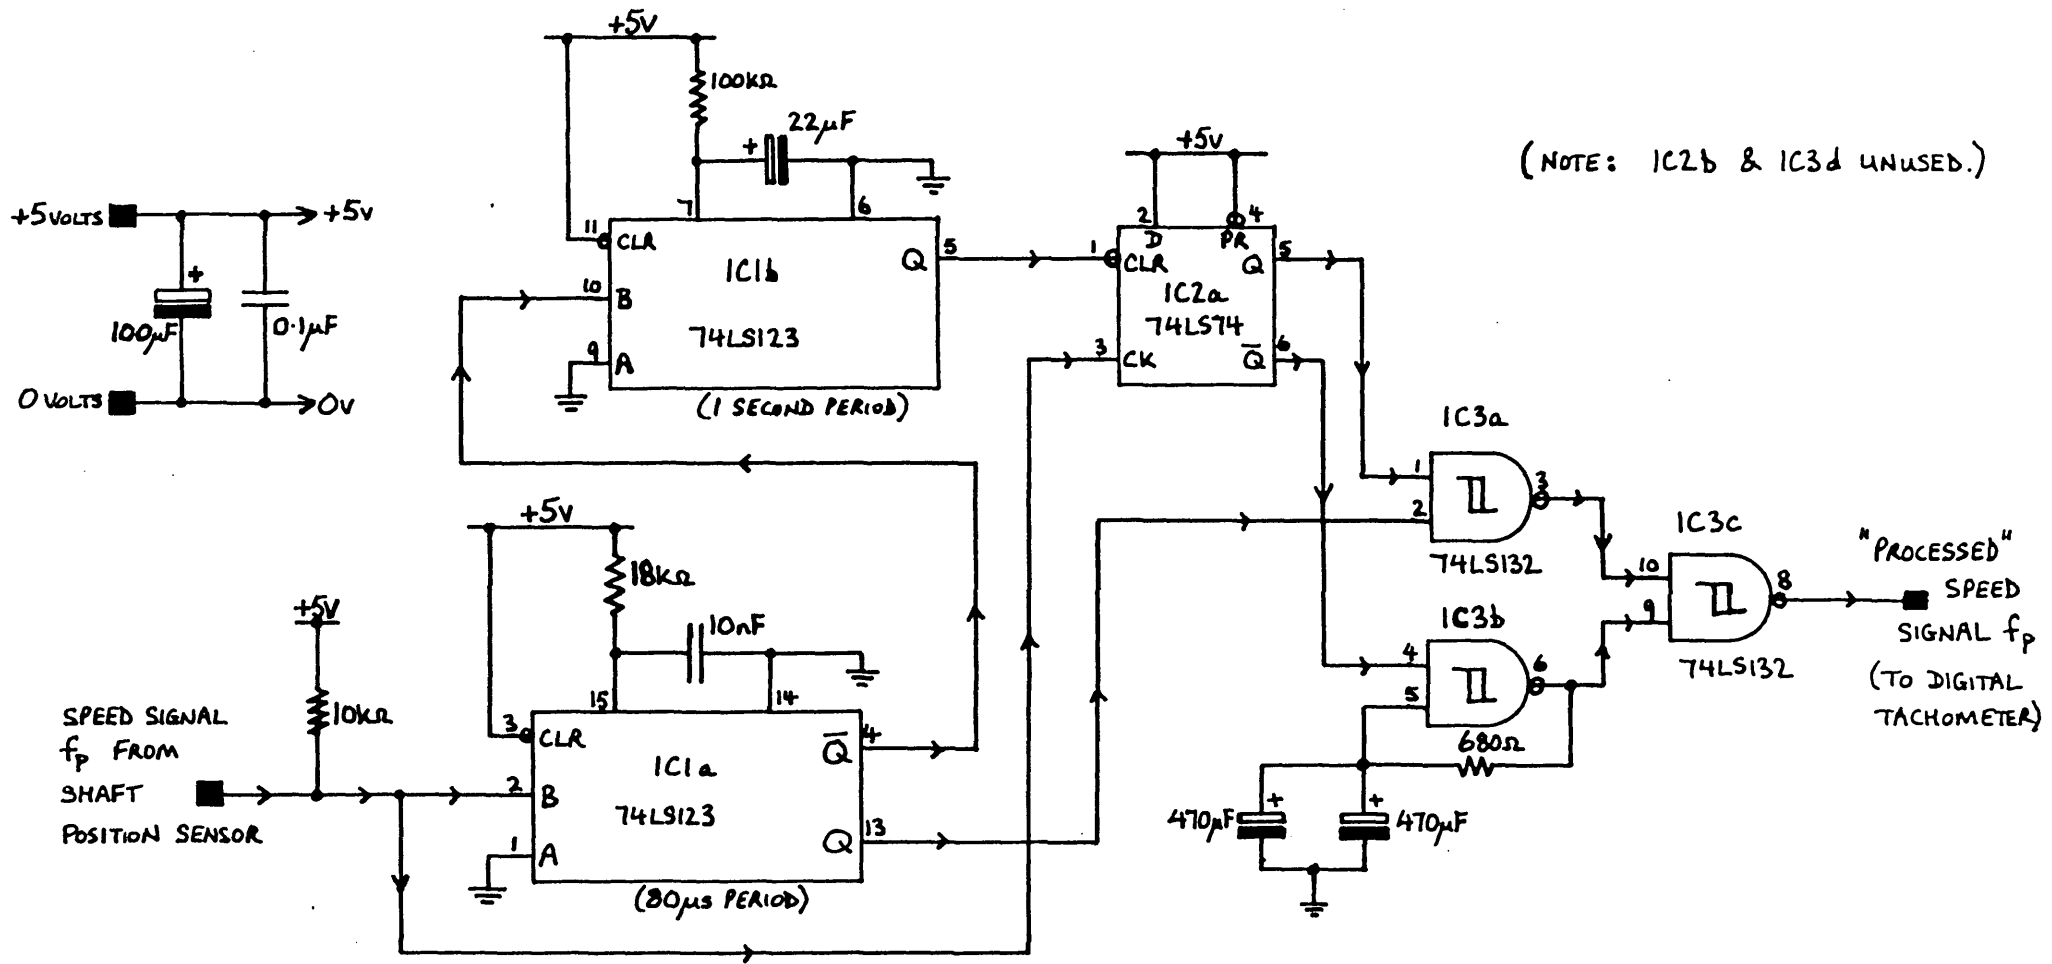 +5 VOLTS
+5V
+
100µF
0.1µF
0 VOLTS
0V
+5V
100kΩ
+
22µF
7
6
11
CLR
IC1b
Q
5
10
B
74LS123
9
A
(1 SECOND PERIOD)
+5V
2
4
D
PR
1
CLR
Q
5
IC2a
74LS74
3
CK
Q̅
6
(NOTE: IC2b & IC3d UNUSED.)
+5V
18kΩ
10nF
15
14
3
CLR
IC1a
Q̅
4
2
B
74LS123
Q
13
1
A
(80µs PERIOD)
+5V
10kΩ
SPEED SIGNAL
fp FROM
SHAFT
POSITION SENSOR
IC3a
1
2
3
74LS132
IC3b
4
5
6
680Ω
+
470µF
+
470µF
IC3c
10
9
8
74LS132
"PROCESSED"
SPEED
SIGNAL fp
(TO DIGITAL
TACHOMETER)